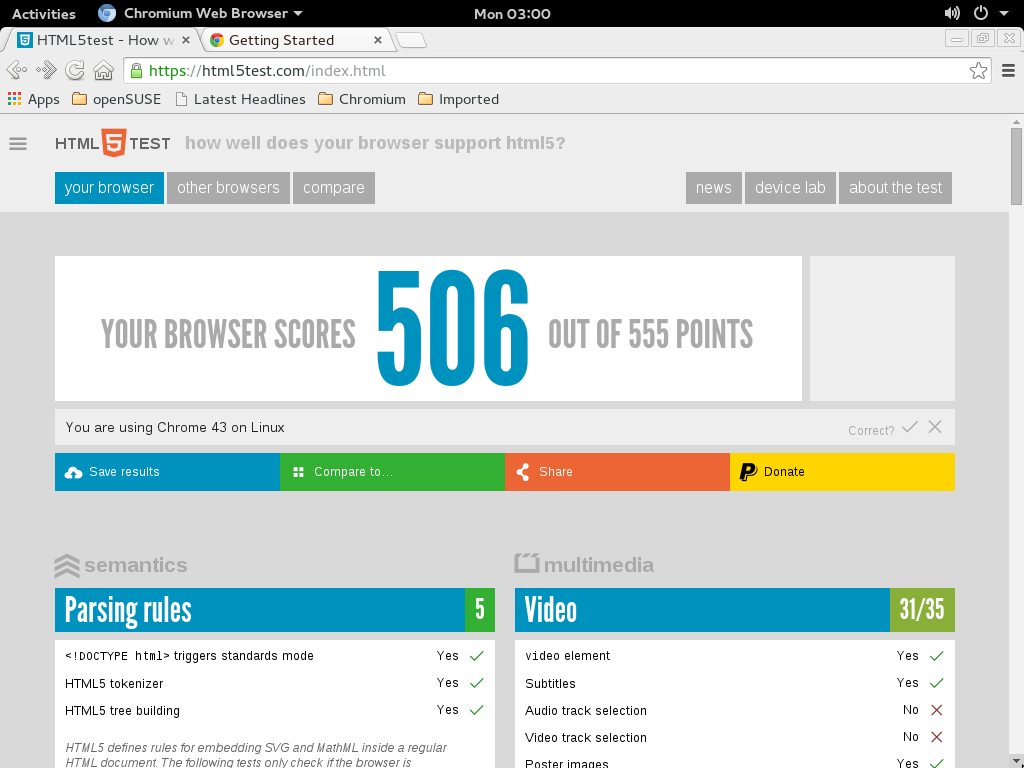 Activities Chromium Web Browser Mon 03:00
HTML5test - How w Getting Started
https://html5test.com/index.html
Apps openSUSE Latest Headlines Chromium Imported
HTML 5 TEST how well does your browser support html5?
your browser other browsers compare news device lab about the test
YOUR BROWSER SCORES 506 OUT OF 555 POINTS
You are using Chrome 43 on Linux Correct?
Save results Compare to... Share Donate
semantics multimedia
Parsing rules 5 Video 31/35
<!DOCTYPE html> triggers standards mode Yes video element Yes
HTML5 tokenizer Yes Subtitles Yes
HTML5 tree building Yes Audio track selection No
Video track selection No
HTML5 defines rules for embedding SVG and MathML inside a regular
HTML document. The following tests only check if the browser is
Poster images Yes